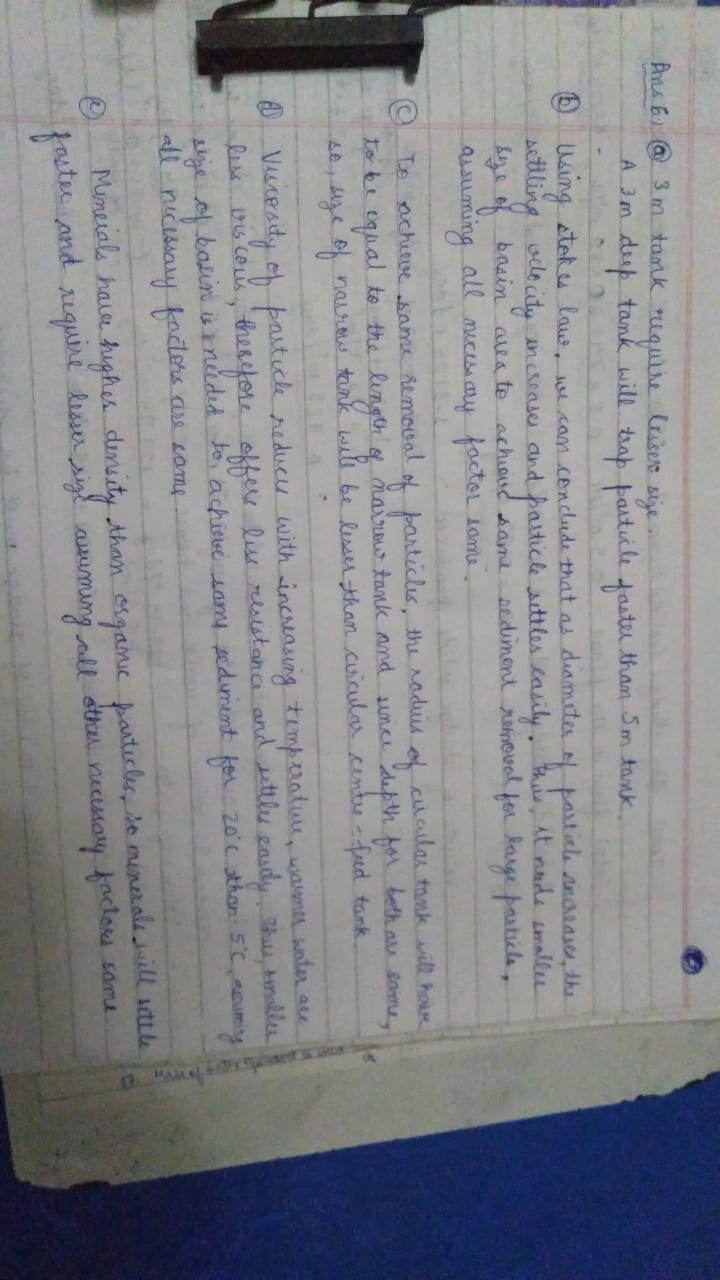 Ans 6, ⓐ 3m tank require lesser size.
A 3m deep tank will trap particle faster than 5m tank.
ⓑ Using stokes law, we can conclude that as diameter of particle increases, the
settling velocity increases and particle settles easily. Thus, it needs smaller
size of basin area to achieve same sediment removal for large particle,
assuming all necessary factor same.
ⓒ To achieve same removal of particles, the raduis of circular tank will have
to be equal to the length of narrow tank and since depth for both are same,
so, size of narrow tank will be lesser than circular centre-feed tank
ⓓ Viscosity of particle reduces with increasing temperature, warmer water are
less viscous, therefore offers less resistance and settles easily. Thus, smaller
size of basin is needed to achieve same sediment for 20°C than 5°C, assuming
all necessary factors are same.
ⓔ Minerals have higher density than organic particles, so minerals will settle
faster and require lesser size assuming all other necessary factors same